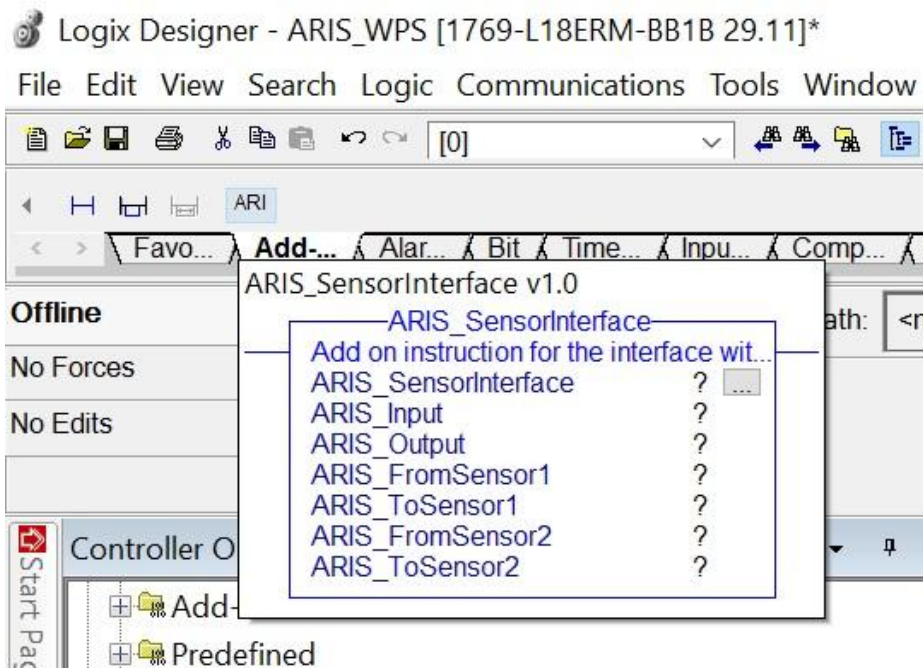 Logix Designer - ARIS_WPS [1769-L18ERM-BB1B 29.11]*
File Edit View Search Logic Communications Tools Window
[0]
ARI
Favo... Add-... Alar... Bit Time... Inpu... Comp...
ARIS_SensorInterface v1.0
ARIS_SensorInterface
Add on instruction for the interface wit...
ARIS_SensorInterface ? ...
ARIS_Input ?
ARIS_Output ?
ARIS_FromSensor1 ?
ARIS_ToSensor1 ?
ARIS_FromSensor2 ?
ARIS_ToSensor2 ?
Offline
ath: <n
No Forces
No Edits
Start Pag
Controller O
Add-
Predefined